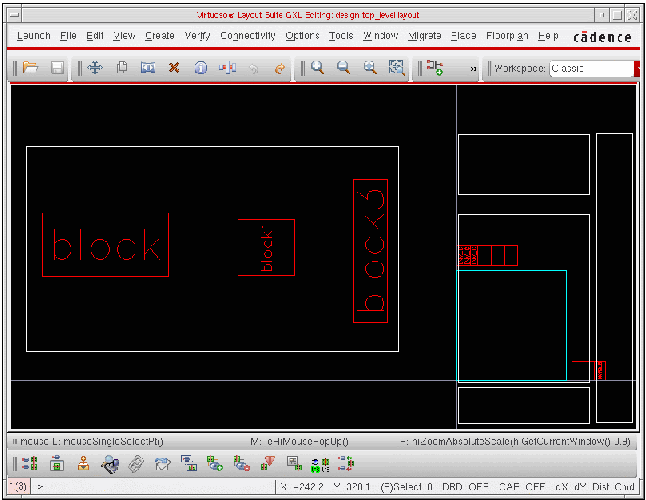 Virtuoso® Layout Suite GXL Editing: design top_level layout
Launch File Edit View Create Verify Connectivity Options Tools Window Migrate Place Floorplan Help cādence
» Workspace: Classic
block
block
block3
mouse L: mouseSingleSelectPt() M: leHiMousePopUp() R: hiZoomAbsoluteScale(hiGetCurrentWindow() 0.9)
(3) > X -242.2 Y 320.1 (F)Select 0 DRD OFF CAE OFF dX dY Dist Cmd